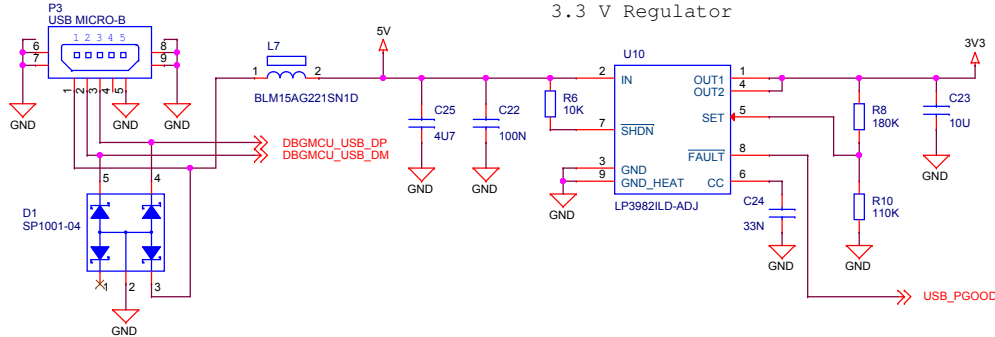 3.3 V Regulator
P3
USB MICRO-B
1 2 3 4 5
6
7
8
9
1
2
3
4
5
GND
GND
GND
L7
1
2
BLM15AG221SN1D
5V
C25
4U7
GND
C22
100N
GND
R6
10K
U10
2
IN
7
SHDN
3
GND
9
GND_HEAT
OUT1
1
OUT2
4
SET
5
FAULT
8
CC
6
LP3982ILD-ADJ
GND
3V3
R8
180K
C23
10U
GND
R10
110K
GND
C24
33N
GND
DBGMCU_USB_DP
DBGMCU_USB_DM
5
4
D1
SP1001-04
1
2
3
GND
USB_PGOOD